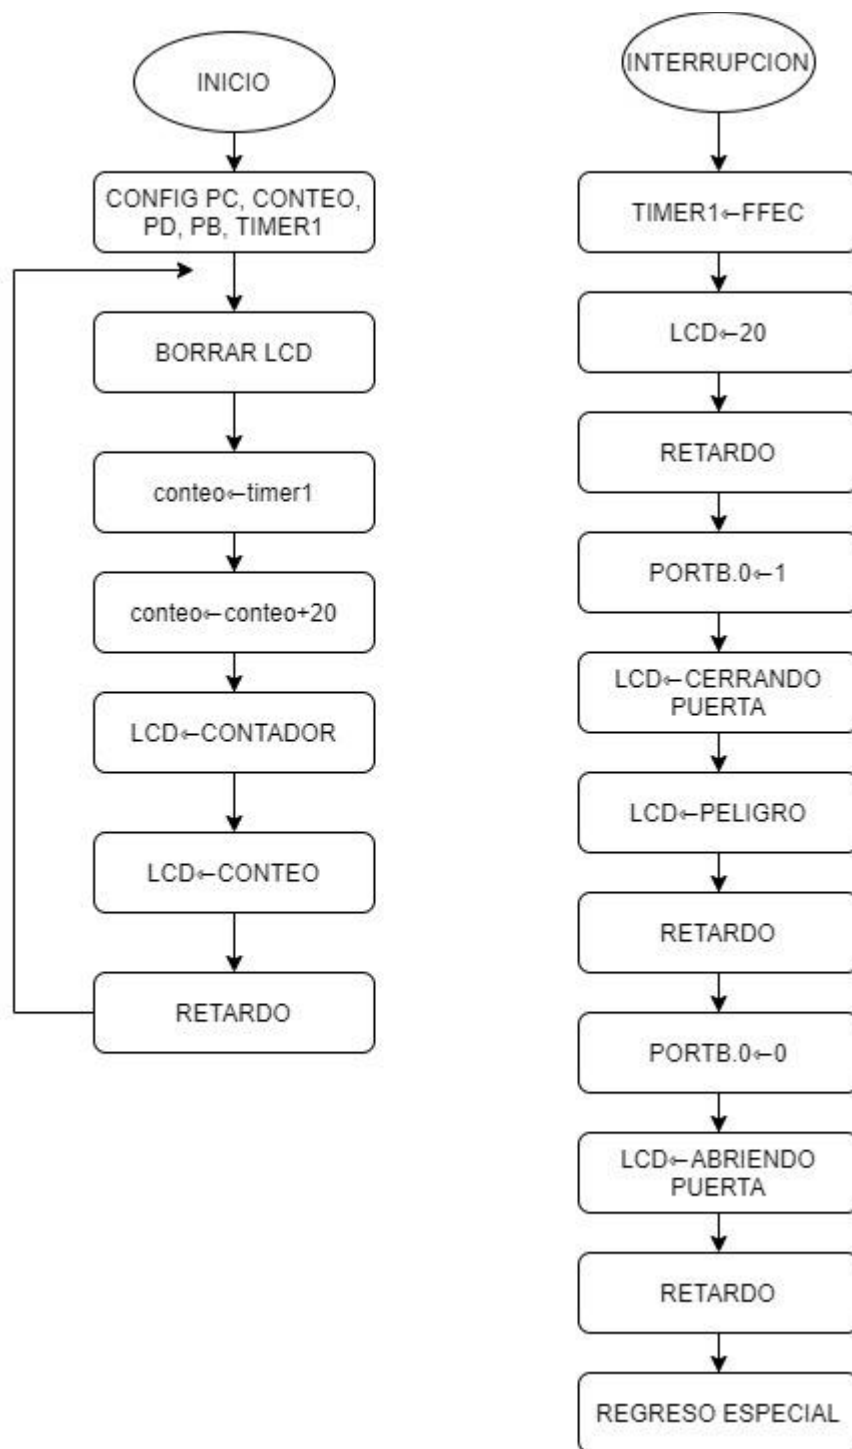 INICIO
CONFIG PC, CONTEO,
PD, PB, TIMER1
BORRAR LCD
conteo←timer1
conteo←conteo+20
LCD←CONTADOR
LCD←CONTEO
RETARDO
INTERRUPCION
TIMER1←FFEC
LCD←20
RETARDO
PORTB.0←1
LCD←CERRANDO
PUERTA
LCD←PELIGRO
RETARDO
PORTB.0←0
LCD←ABRIENDO
PUERTA
RETARDO
REGRESO ESPECIAL